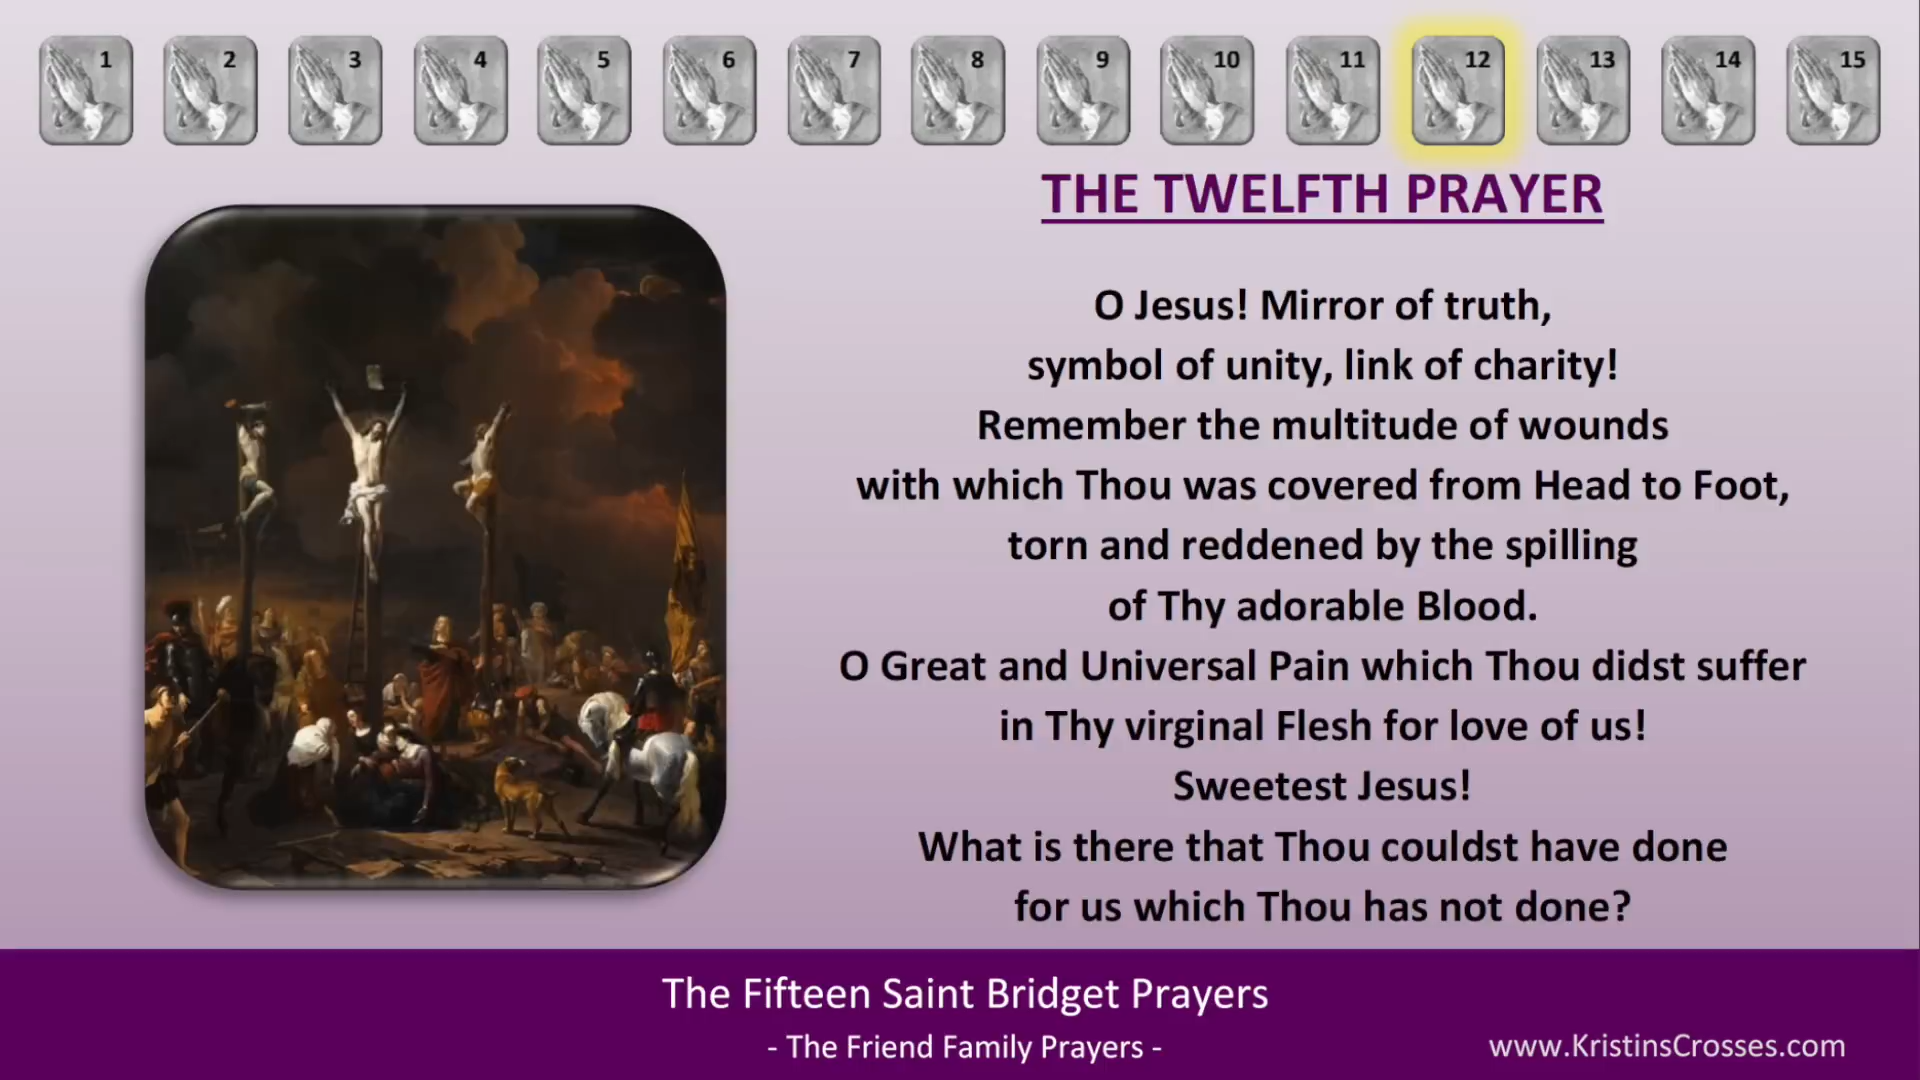 1 2 3 4 5 6 7 8 9 10 11 12 13 14 15
THE TWELFTH PRAYER
O Jesus! Mirror of truth,
symbol of unity, link of charity!
Remember the multitude of wounds
with which Thou was covered from Head to Foot,
torn and reddened by the spilling
of Thy adorable Blood.
O Great and Universal Pain which Thou didst suffer
in Thy virginal Flesh for love of us!
Sweetest Jesus!
What is there that Thou couldst have done
for us which Thou has not done?
The Fifteen Saint Bridget Prayers
- The Friend Family Prayers -
www.KristinsCrosses.com